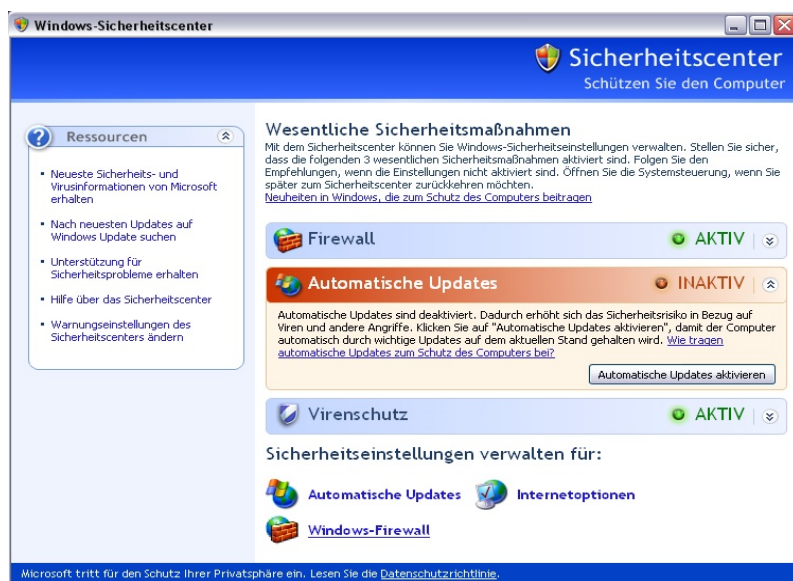 Windows-Sicherheitscenter
Sicherheitscenter
Schützen Sie den Computer
Ressourcen
Neueste Sicherheits- und
Virusinformationen von Microsoft
erhalten
Nach neuesten Updates auf
Windows Update suchen
Unterstützung für
Sicherheitsprobleme erhalten
Hilfe über das Sicherheitscenter
Warnungseinstellungen des
Sicherheitscenters ändern
Wesentliche Sicherheitsmaßnahmen
Mit dem Sicherheitscenter können Sie Windows-Sicherheitseinstellungen verwalten. Stellen Sie sicher,
dass die folgenden 3 wesentlichen Sicherheitsmaßnahmen aktiviert sind. Folgen Sie den
Empfehlungen, wenn die Einstellungen nicht aktiviert sind. Öffnen Sie die Systemsteuerung, wenn Sie
später zum Sicherheitscenter zurückkehren möchten.
Neuheiten in Windows, die zum Schutz des Computers beitragen
Firewall AKTIV
Automatische Updates INAKTIV
Automatische Updates sind deaktiviert. Dadurch erhöht sich das Sicherheitsrisiko in Bezug auf
Viren und andere Angriffe. Klicken Sie auf "Automatische Updates aktivieren", damit der Computer
automatisch durch wichtige Updates auf dem aktuellen Stand gehalten wird. Wie tragen
automatische Updates zum Schutz des Computers bei?
Automatische Updates aktivieren
Virenschutz AKTIV
Sicherheitseinstellungen verwalten für:
Automatische Updates Internetoptionen
Windows-Firewall
Microsoft tritt für den Schutz Ihrer Privatsphäre ein. Lesen Sie die Datenschutzrichtlinie.